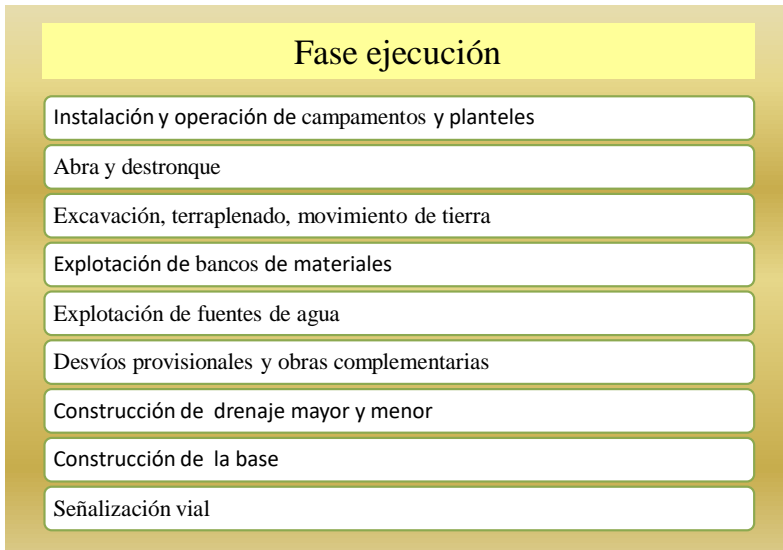 Fase ejecución
Instalación y operación de campamentos y planteles
Abra y destronque
Excavación, terraplenado, movimiento de tierra
Explotación de bancos de materiales
Explotación de fuentes de agua
Desvíos provisionales y obras complementarias
Construcción de  drenaje mayor y menor
Construcción de  la base
Señalización vial